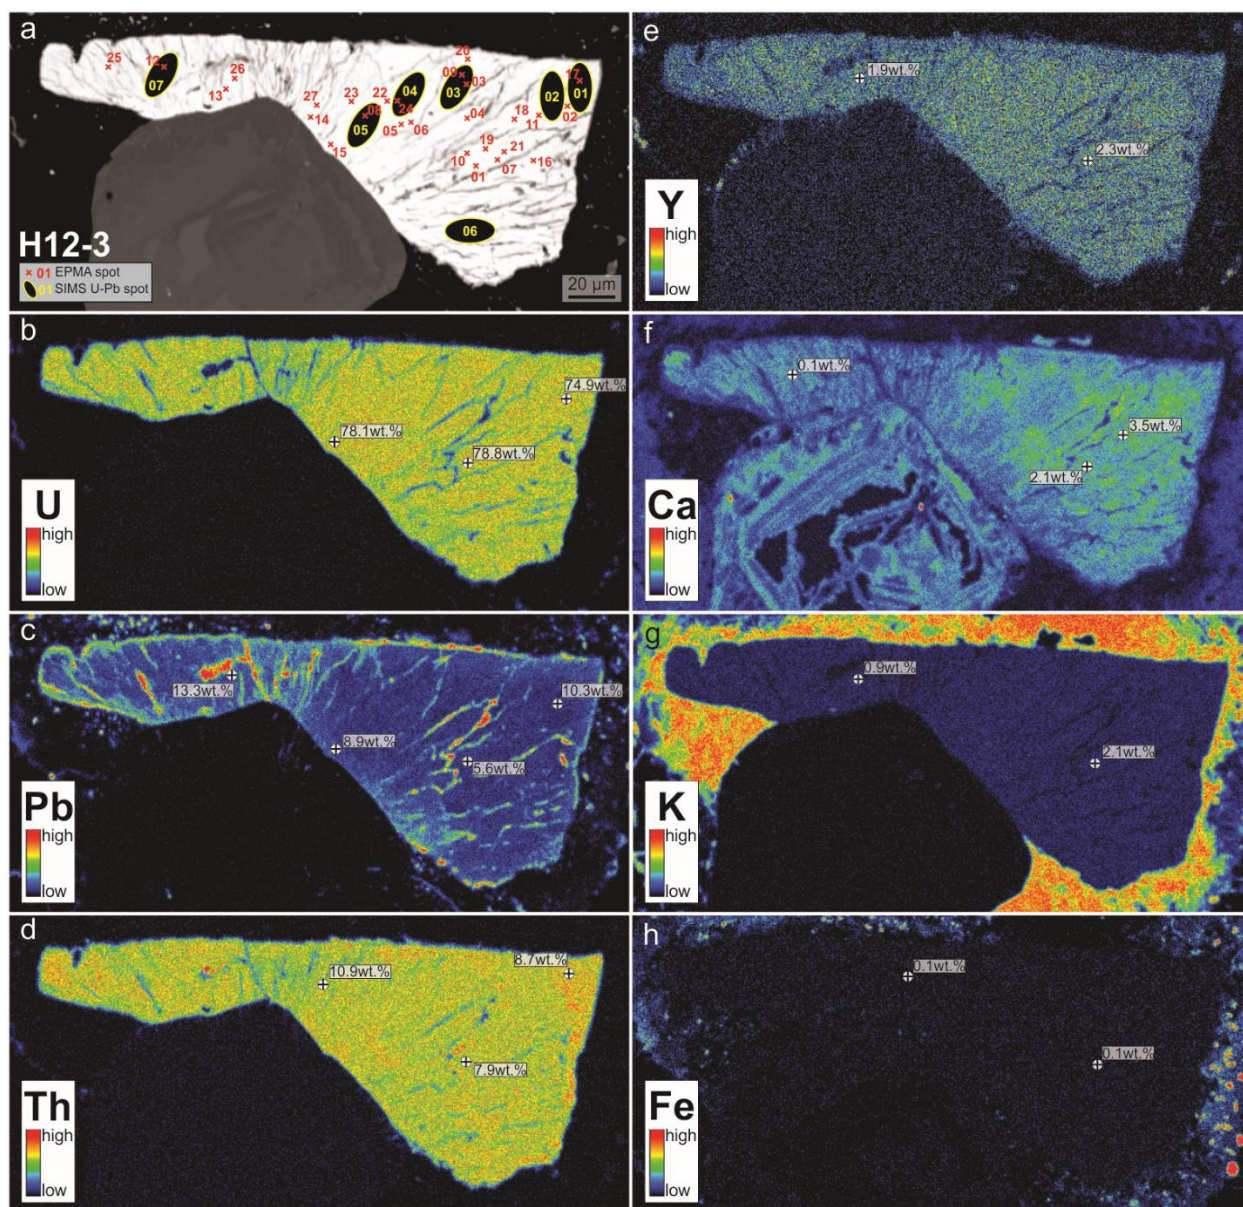 a
25
12
07
26
13
27
14
15
23
22
08
05
24
04
05
06
20
09
03
03
04
18
11
02
17
01
02
10
19
21
01
07
16
06
H12-3
01 EPMA spot
01 SIMS U-Pb spot
20 µm
b
74.9wt.%
78.1wt.%
78.8wt.%
U
high
low
c
13.3wt.%
10.3wt.%
8.9wt.%
5.6wt.%
Pb
high
low
d
8.7wt.%
10.9wt.%
7.9wt.%
Th
high
low
e
1.9wt.%
2.3wt.%
Y
high
low
f
0.1wt.%
3.5wt.%
2.1wt.%
Ca
high
low
g
0.9wt.%
2.1wt.%
K
high
low
h
0.1wt.%
0.1wt.%
Fe
high
low